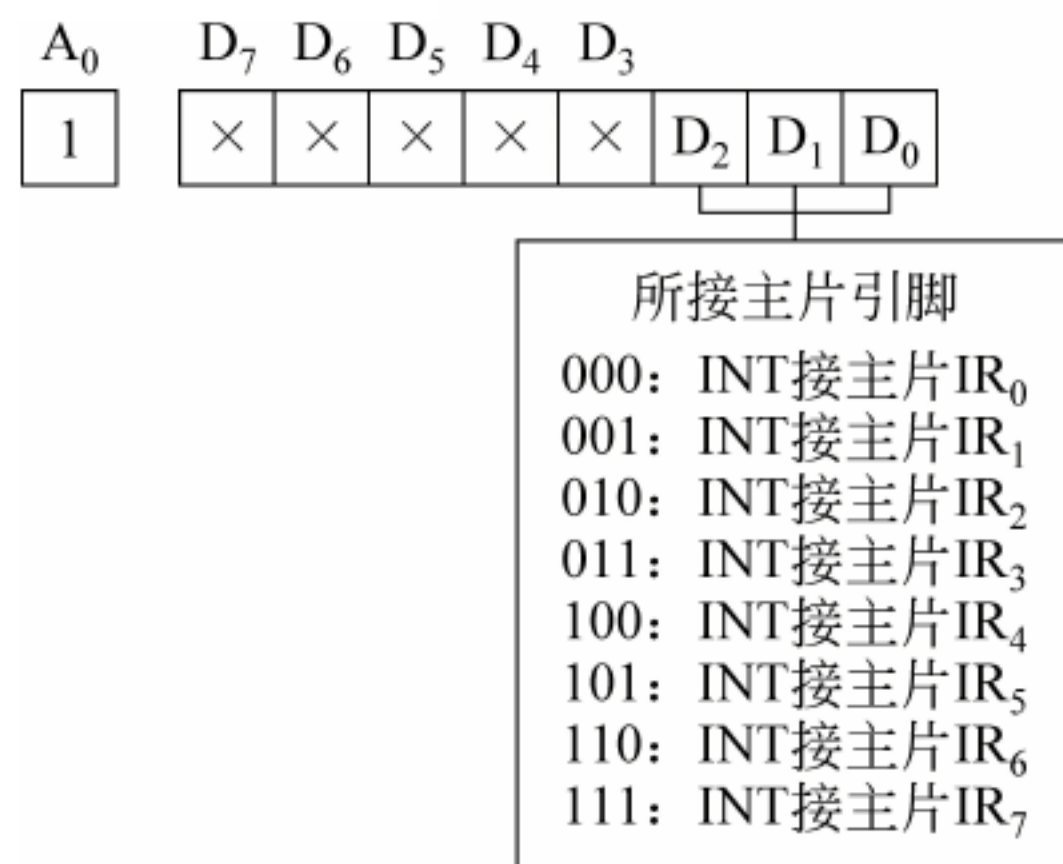 A₀ D₇ D₆ D₅ D₄ D₃
1 × × × × × D₂ D₁ D₀
所接主片引脚
000：INT接主片IR₀
001：INT接主片IR₁
010：INT接主片IR₂
011：INT接主片IR₃
100：INT接主片IR₄
101：INT接主片IR₅
110：INT接主片IR₆
111：INT接主片IR₇